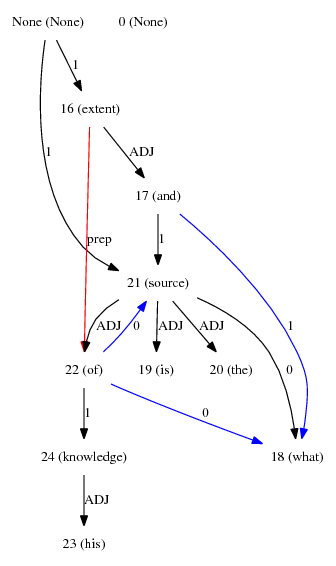 None (None) 0 (None)
1
16 (extent)
1 ADJ
17 (and)
prep 1
21 (source)
ADJ 0 ADJ ADJ 1
22 (of) 19 (is) 20 (the) 0
1 0
24 (knowledge) 18 (what)
ADJ
23 (his)